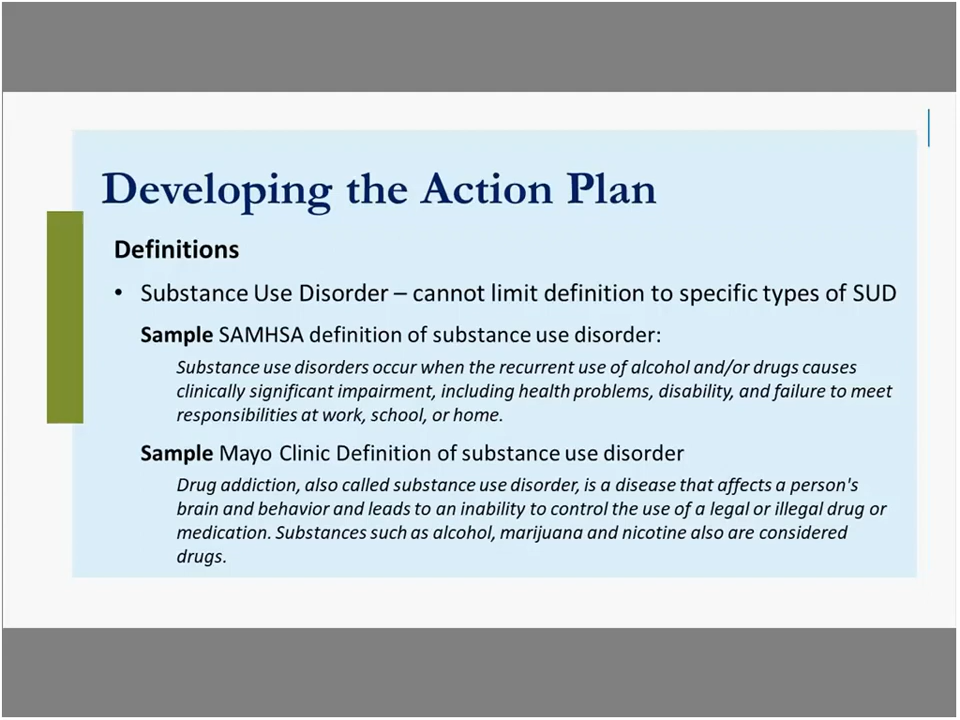 Developing the Action Plan
Definitions
• Substance Use Disorder – cannot limit definition to specific types of SUD
Sample SAMHSA definition of substance use disorder:
Substance use disorders occur when the recurrent use of alcohol and/or drugs causes
clinically significant impairment, including health problems, disability, and failure to meet
responsibilities at work, school, or home.
Sample Mayo Clinic Definition of substance use disorder
Drug addiction, also called substance use disorder, is a disease that affects a person's
brain and behavior and leads to an inability to control the use of a legal or illegal drug or
medication. Substances such as alcohol, marijuana and nicotine also are considered
drugs.